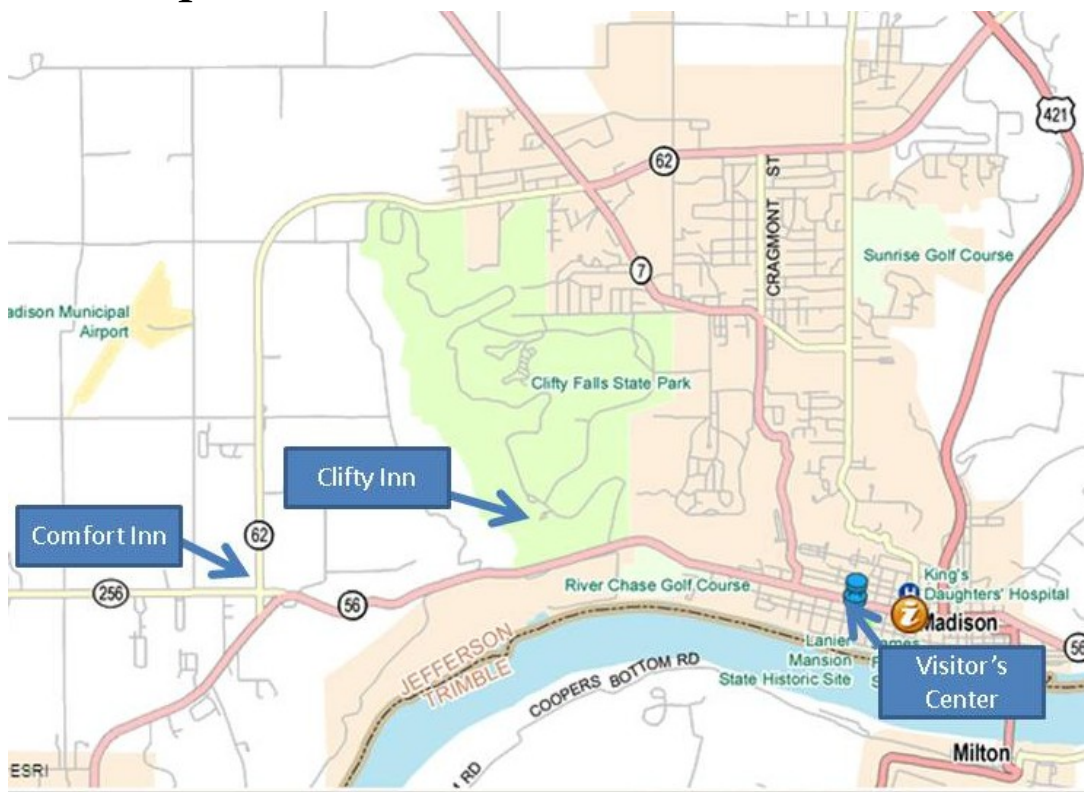 421
62
CRAGMONT ST
Sunrise Golf Course
7
adison Municipal
Airport
Clifty Falls State Park
Clifty Inn
Comfort Inn
62
256
56
River Chase Golf Course
King's
Daughters' Hospital
H
i
Madison
JEFFERSON
TRIMBLE
Lanier
Mansion
State Historic Site
James
Visitor's
Center
56
COOPERS BOTTOM RD
Milton
ESRI
RD